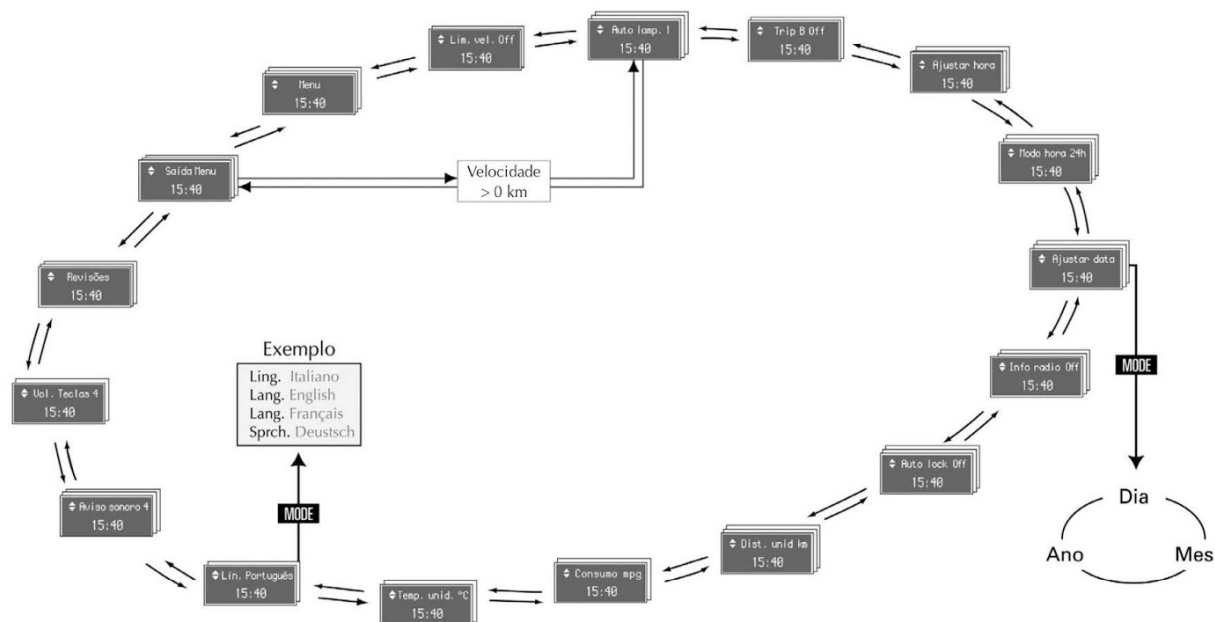 Auto lamp. 1
15:40
Trip B Off
15:40
Ajustar hora
15:40
Modo hora 24h
15:40
Ajustar data
15:40
MODE
Dia
Ano
Mes
Info radio Off
15:40
Auto lock Off
15:40
Dist. unid km
15:40
Consumo mpg
15:40
Temp. unid. °C
15:40
Lin. Português
15:40
MODE
Exemplo
Ling. Italiano
Lang. English
Lang. Français
Sprch. Deustsch
Aviso sonoro 4
15:40
Vol. Teclas 4
15:40
Revisões
15:40
Saída Menu
15:40
Velocidade
> 0 km
Menu
15:40
Lim. vel. Off
15:40